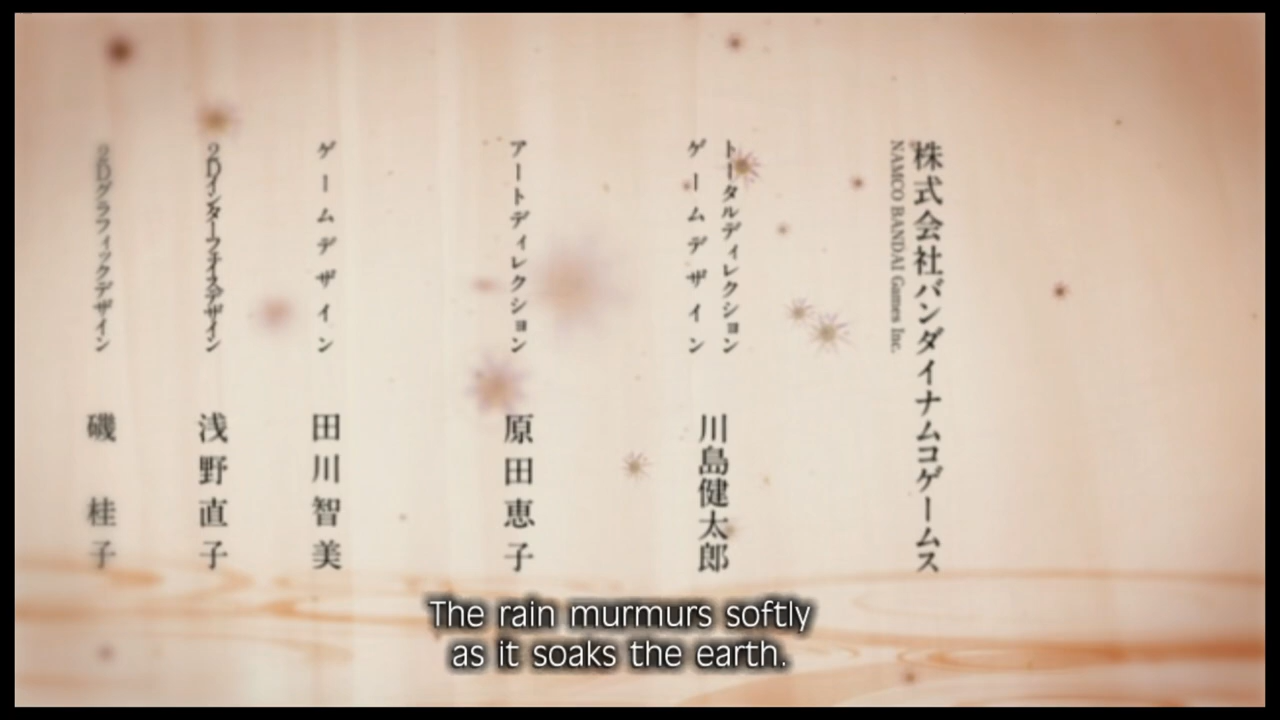 株式会社バンダイナムコゲームス
NAMCO BANDAI Games Inc.
トータルディレクション
ゲームデザイン
川島健太郎
アートディレクション
原田恵子
ゲームデザイン
田川智美
2Dインターフェイスデザイン
浅野直子
2Dグラフィックデザイン
磯 桂子
The rain murmurs softly
as it soaks the earth.